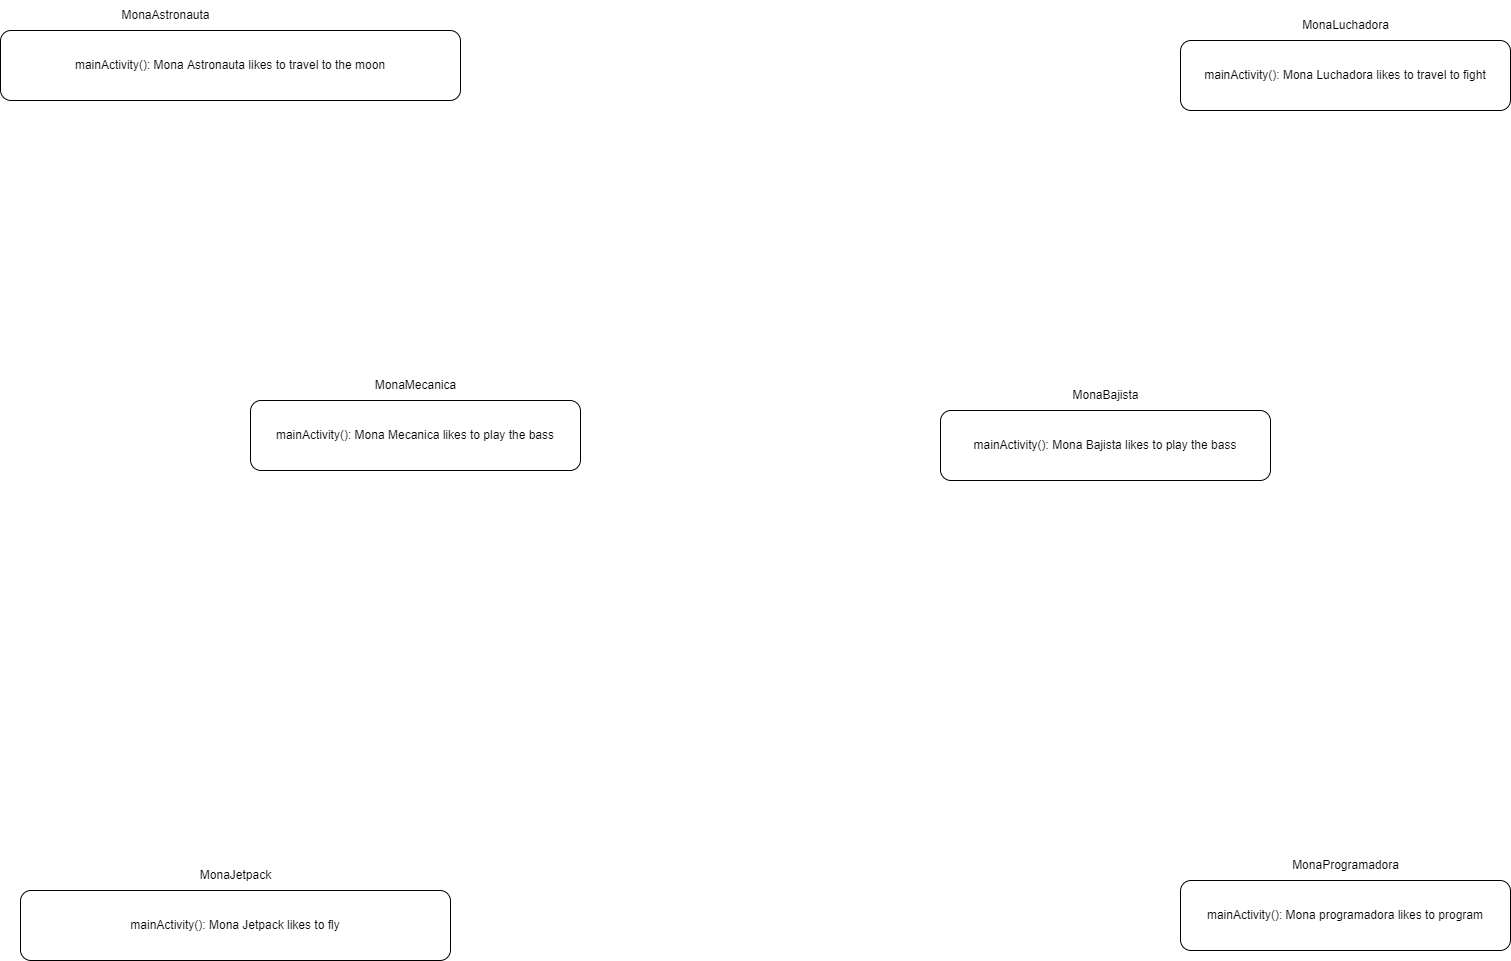 MonaAstronauta
mainActivity(): Mona Astronauta likes to travel to the moon
MonaLuchadora
mainActivity(): Mona Luchadora likes to travel to fight
MonaMecanica
mainActivity(): Mona Mecanica likes to play the bass
MonaBajista
mainActivity(): Mona Bajista likes to play the bass
MonaJetpack
mainActivity(): Mona Jetpack likes to fly
MonaProgramadora
mainActivity(): Mona programadora likes to program